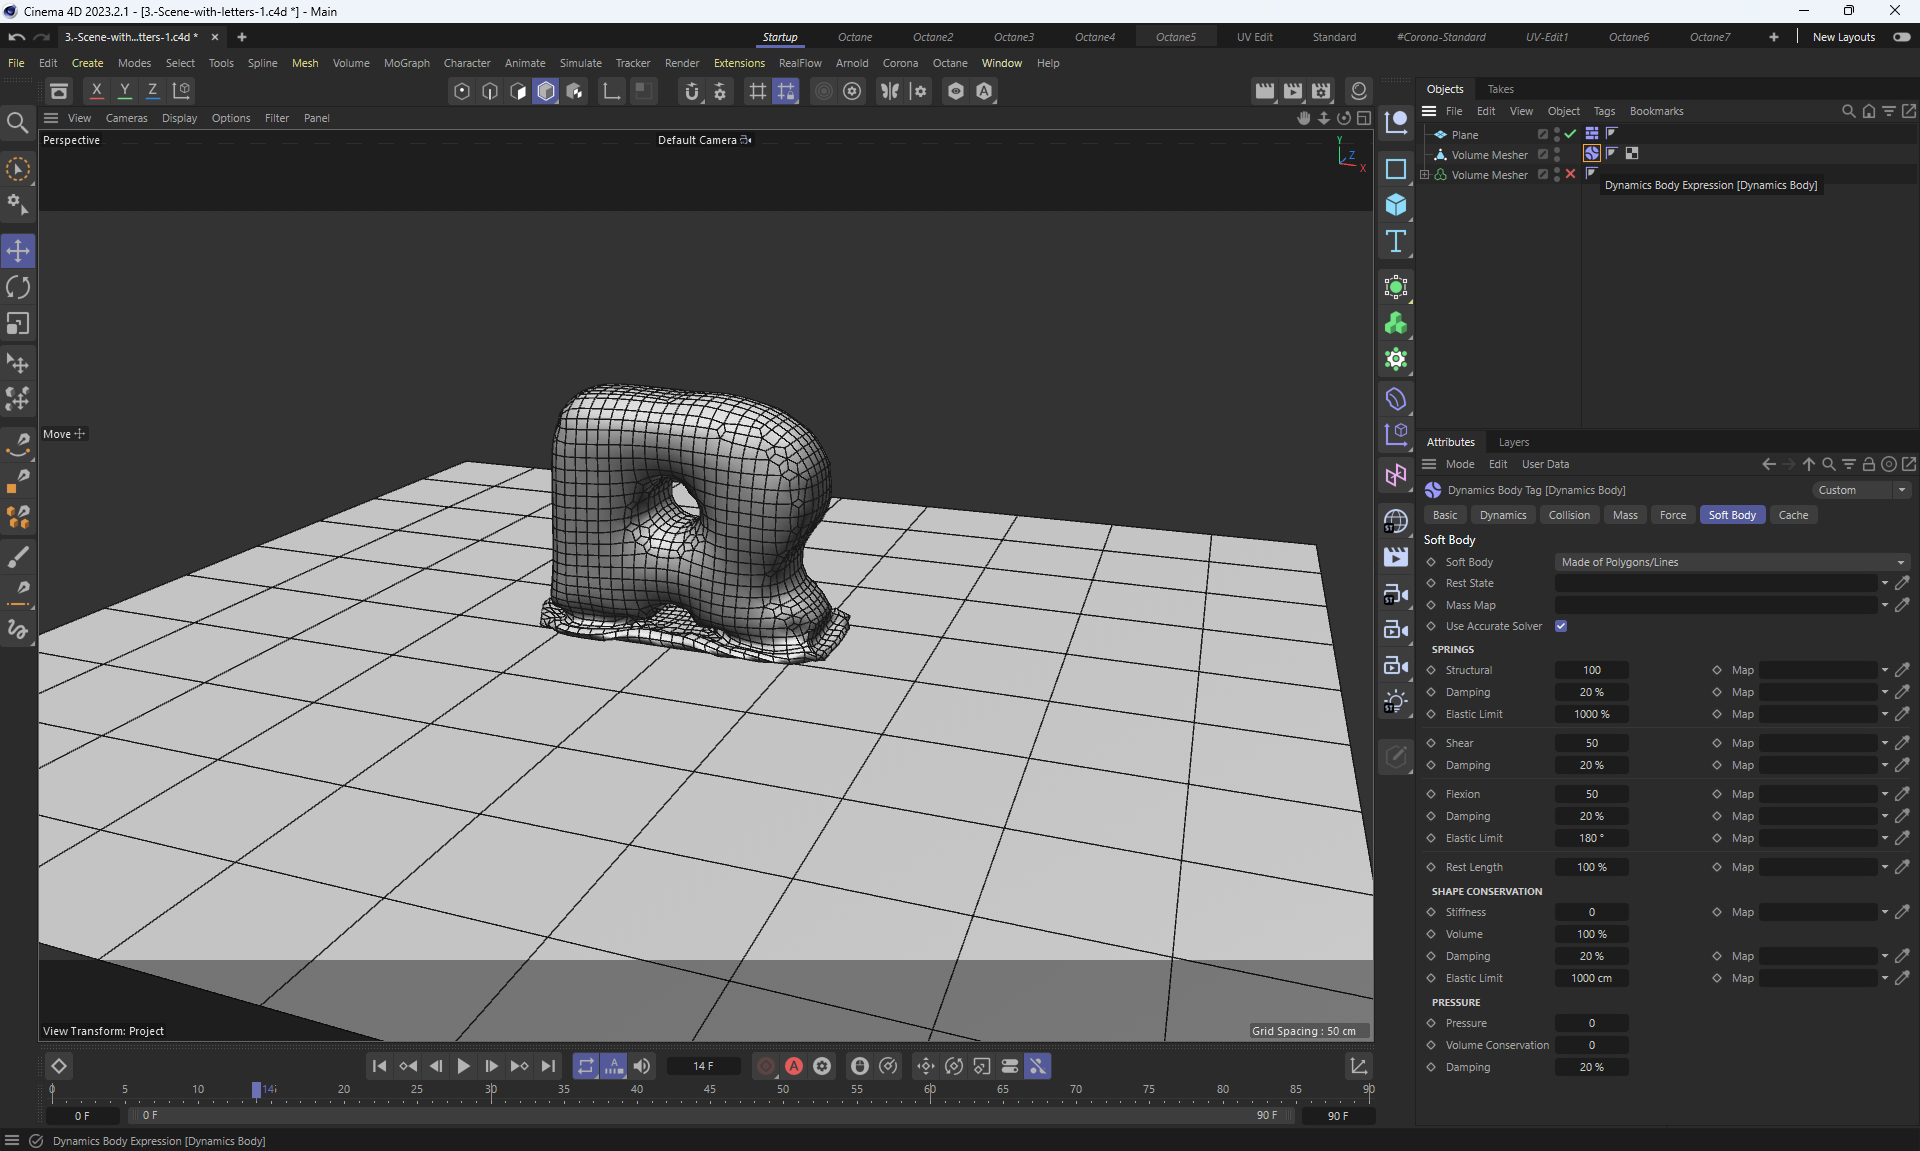 Cinema 4D 2023.2.1 - [3.-Scene-with-letters-1.c4d *] - Main
3.-Scene-with...tters-1.c4d *
Startup Octane Octane2 Octane3 Octane4 Octane5 UV Edit Standard #Corona-Standard UV-Edit1 Octane6 Octane7 New Layouts
File Edit Create Modes Select Tools Spline Mesh Volume MoGraph Character Animate Simulate Tracker Render Extensions RealFlow Arnold Corona Octane Window Help
X Y Z
View Cameras Display Options Filter Panel
Perspective
Default Camera
Y
Z
X
Move
View Transform: Project
Grid Spacing : 50 cm
Objects Takes
File Edit View Object Tags Bookmarks
Plane
Volume Mesher
Volume Mesher
Dynamics Body Expression [Dynamics Body]
Attributes Layers
Mode Edit User Data
Dynamics Body Tag [Dynamics Body]
Custom
Basic Dynamics Collision Mass Force Soft Body Cache
Soft Body
Soft Body Made of Polygons/Lines
Rest State
Mass Map
Use Accurate Solver
SPRINGS
Structural 100 Map
Damping 20 % Map
Elastic Limit 1000 % Map
Shear 50 Map
Damping 20 % Map
Flexion 50 Map
Damping 20 % Map
Elastic Limit 180 ° Map
Rest Length 100 % Map
SHAPE CONSERVATION
Stiffness 0 Map
Volume 100 %
Damping 20 % Map
Elastic Limit 1000 cm Map
PRESSURE
Pressure 0
Volume Conservation 0
Damping 20 %
14 F
0 5 10 14 20 25 30 35 40 45 50 55 60 65 70 75 80 85 90
0 F 0 F 90 F 90 F
Dynamics Body Expression [Dynamics Body]